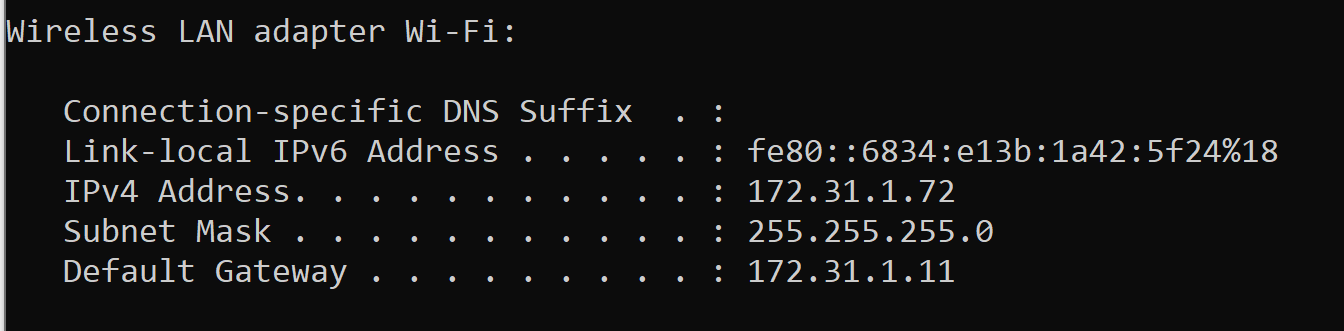 Wireless LAN adapter Wi-Fi:
Connection-specific DNS Suffix  . :
Link-local IPv6 Address . . . . . : fe80::6834:e13b:1a42:5f24%18
IPv4 Address. . . . . . . . . . . : 172.31.1.72
Subnet Mask . . . . . . . . . . . : 255.255.255.0
Default Gateway . . . . . . . . . : 172.31.1.11